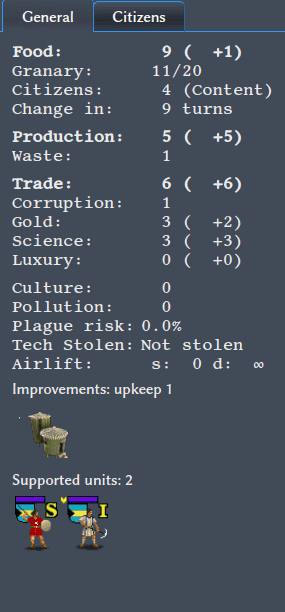 General Citizens
Food: 9 ( +1)
Granary: 11/20
Citizens: 4 (Content)
Change in: 9 turns
Production: 5 ( +5)
Waste: 1
Trade: 6 ( +6)
Corruption: 1
Gold: 3 ( +2)
Science: 3 ( +3)
Luxury: 0 ( +0)
Culture: 0
Pollution: 0
Plague risk: 0.0%
Tech Stolen: Not stolen
Airlift: s: 0 d: ∞
Improvements: upkeep 1
Supported units: 2
S I